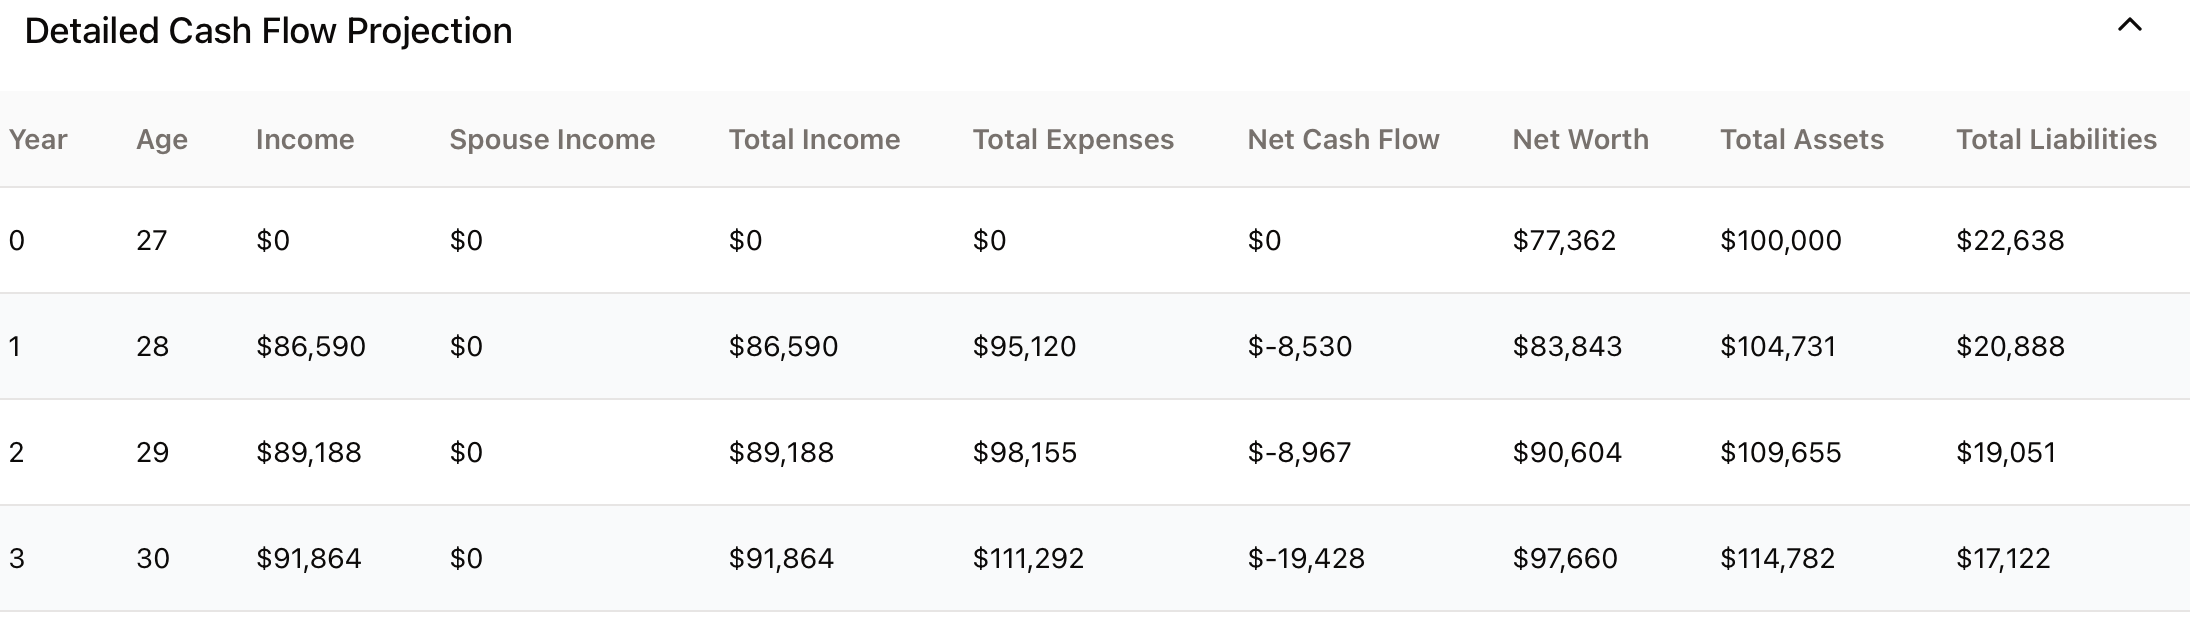 Detailed Cash Flow Projection
Year Age Income Spouse Income Total Income Total Expenses Net Cash Flow Net Worth Total Assets Total Liabilities
0 27 $0 $0 $0 $0 $0 $77,362 $100,000 $22,638
1 28 $86,590 $0 $86,590 $95,120 $-8,530 $83,843 $104,731 $20,888
2 29 $89,188 $0 $89,188 $98,155 $-8,967 $90,604 $109,655 $19,051
3 30 $91,864 $0 $91,864 $111,292 $-19,428 $97,660 $114,782 $17,122